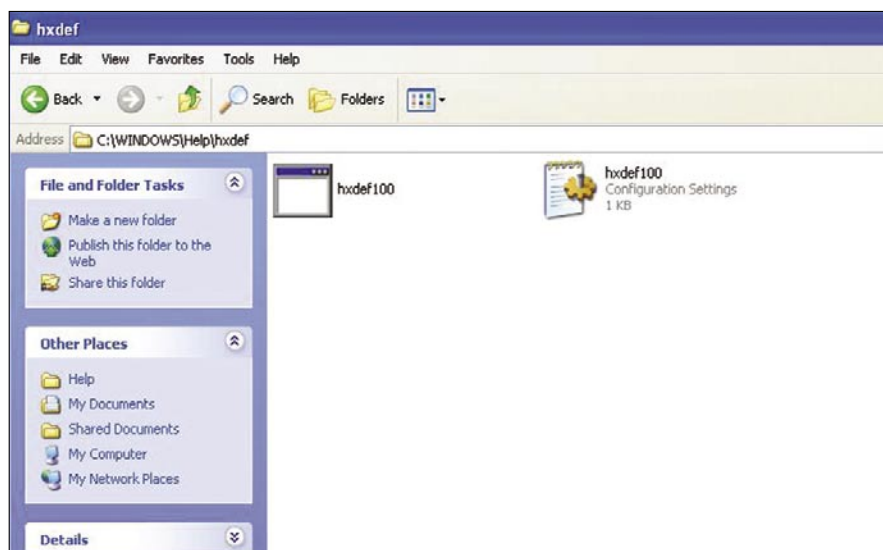 hxdef
File Edit View Favorites Tools Help
Back Search Folders
Address C:\WINDOWS\Help\hxdef
File and Folder Tasks
Make a new folder
Publish this folder to the
Web
Share this folder
Other Places
Help
My Documents
Shared Documents
My Computer
My Network Places
Details
hxdef100
hxdef100
Configuration Settings
1 KB